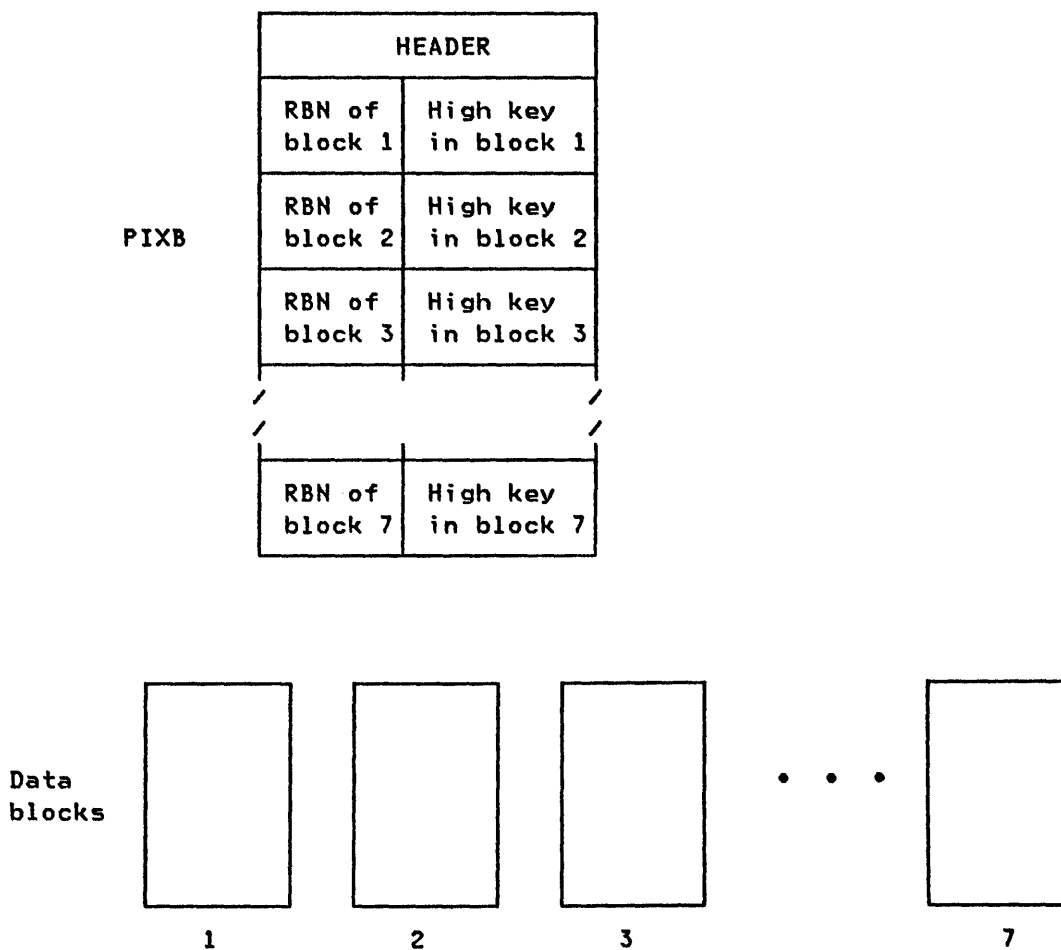 HEADER
RBN of block 1
High key in block 1
PIXB
RBN of block 2
High key in block 2
RBN of block 3
High key in block 3
RBN of block 7
High key in block 7
Data blocks
1 2 3 7